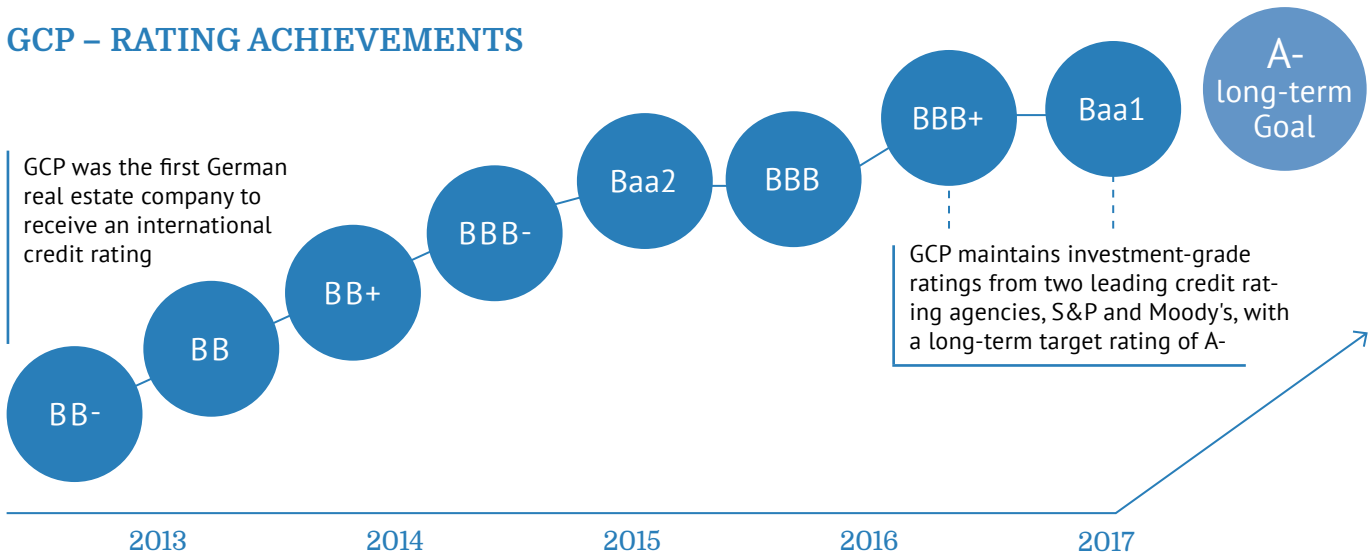 GCP – RATING ACHIEVEMENTS
GCP was the first German
real estate company to
receive an international
credit rating
BB-
BB
BB+
BBB-
Baa2
BBB
BBB+
Baa1
A-
long-term
Goal
GCP maintains investment-grade
ratings from two leading credit rat-
ing agencies, S&P and Moody's, with
a long-term target rating of A-
2013
2014
2015
2016
2017